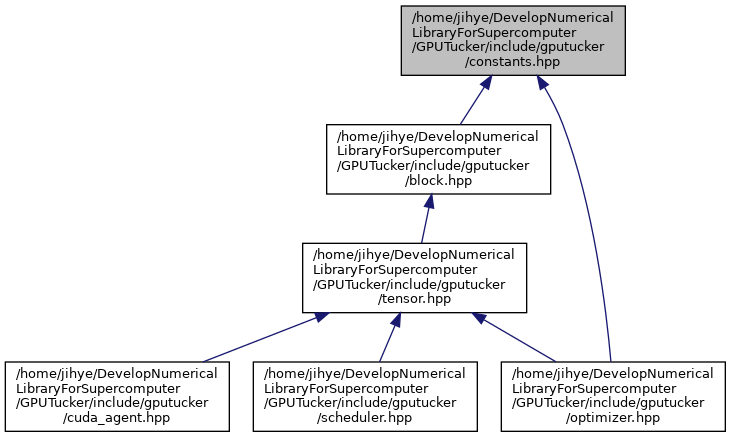 /home/jihye/DevelopNumerical
LibraryForSupercomputer
/GPUTucker/include/gputucker
/constants.hpp
/home/jihye/DevelopNumerical
LibraryForSupercomputer
/GPUTucker/include/gputucker
/block.hpp
/home/jihye/DevelopNumerical
LibraryForSupercomputer
/GPUTucker/include/gputucker
/tensor.hpp
/home/jihye/DevelopNumerical
LibraryForSupercomputer
/GPUTucker/include/gputucker
/cuda_agent.hpp
/home/jihye/DevelopNumerical
LibraryForSupercomputer
/GPUTucker/include/gputucker
/scheduler.hpp
/home/jihye/DevelopNumerical
LibraryForSupercomputer
/GPUTucker/include/gputucker
/optimizer.hpp